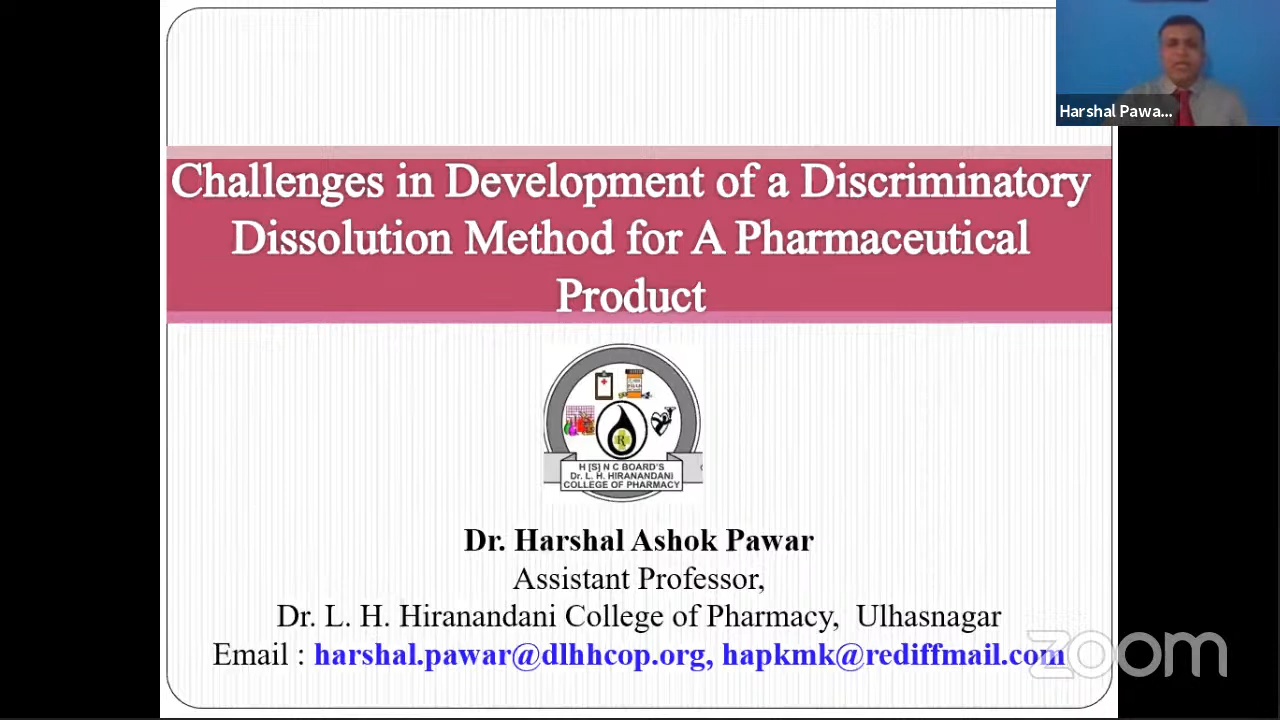 Harshal Pawa...
Challenges in Development of a Discriminatory
Dissolution Method for A Pharmaceutical
Product
H [S] N C BOARD'S
Dr. L. H. HIRANANDANI
COLLEGE OF PHARMACY
Dr. Harshal Ashok Pawar
Assistant Professor,
Dr. L. H. Hiranandani College of Pharmacy, Ulhasnagar
Email : harshal.pawar@dlhhcop.org, hapkmk@rediffmail.com
zoom